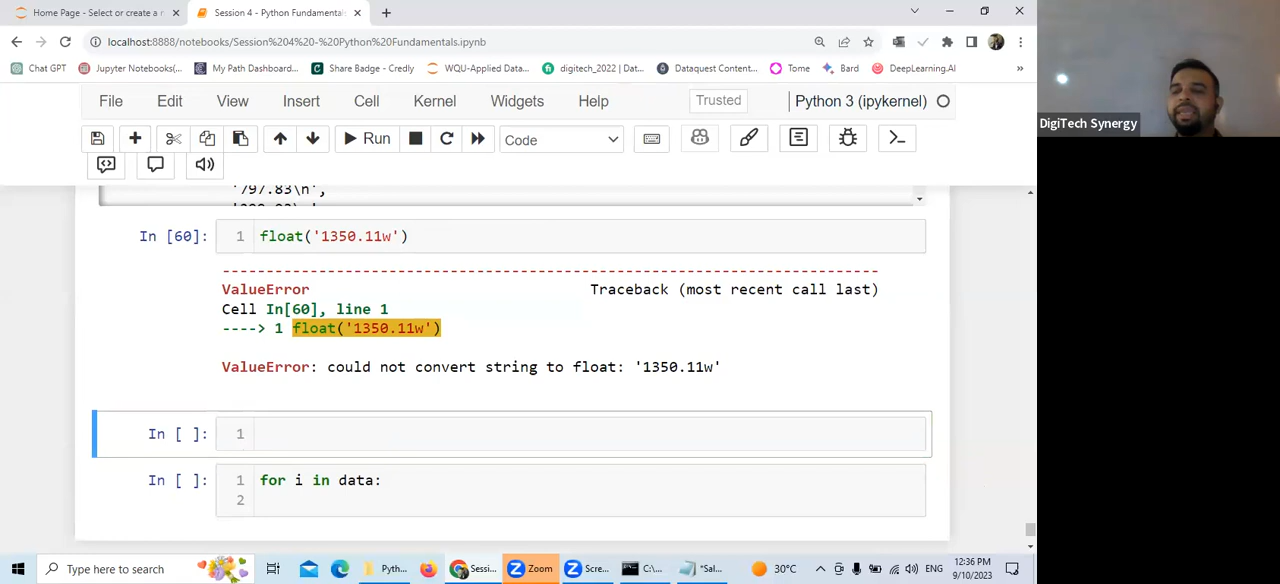 Home Page - Select or create a n
Session 4 - Python Fundamentals
localhost:8888/notebooks/Session%204%20-%20Python%20Fundamentals.ipynb
Chat GPT
Jupyter Notebooks(...
My Path Dashboard...
Share Badge - Credly
WQU-Applied Data...
digitech_2022 | Dat...
Dataquest Content...
Tome
Bard
DeepLearning.AI
»
File Edit View Insert Cell Kernel Widgets Help Trusted Python 3 (ipykernel)
Run
Code
'797.83\n',
In [60]: 1 float('1350.11w')
ValueError Traceback (most recent call last)
Cell In[60], line 1
----> 1 float('1350.11w')
ValueError: could not convert string to float: '1350.11w'
In [ ]: 1
In [ ]: 1 for i in data:
2
DigiTech Synergy
Type here to search
Pyth...
Sessi...
Zoom
Scre...
C:\...
*Sal...
30°C
ENG
12:36 PM
9/10/2023